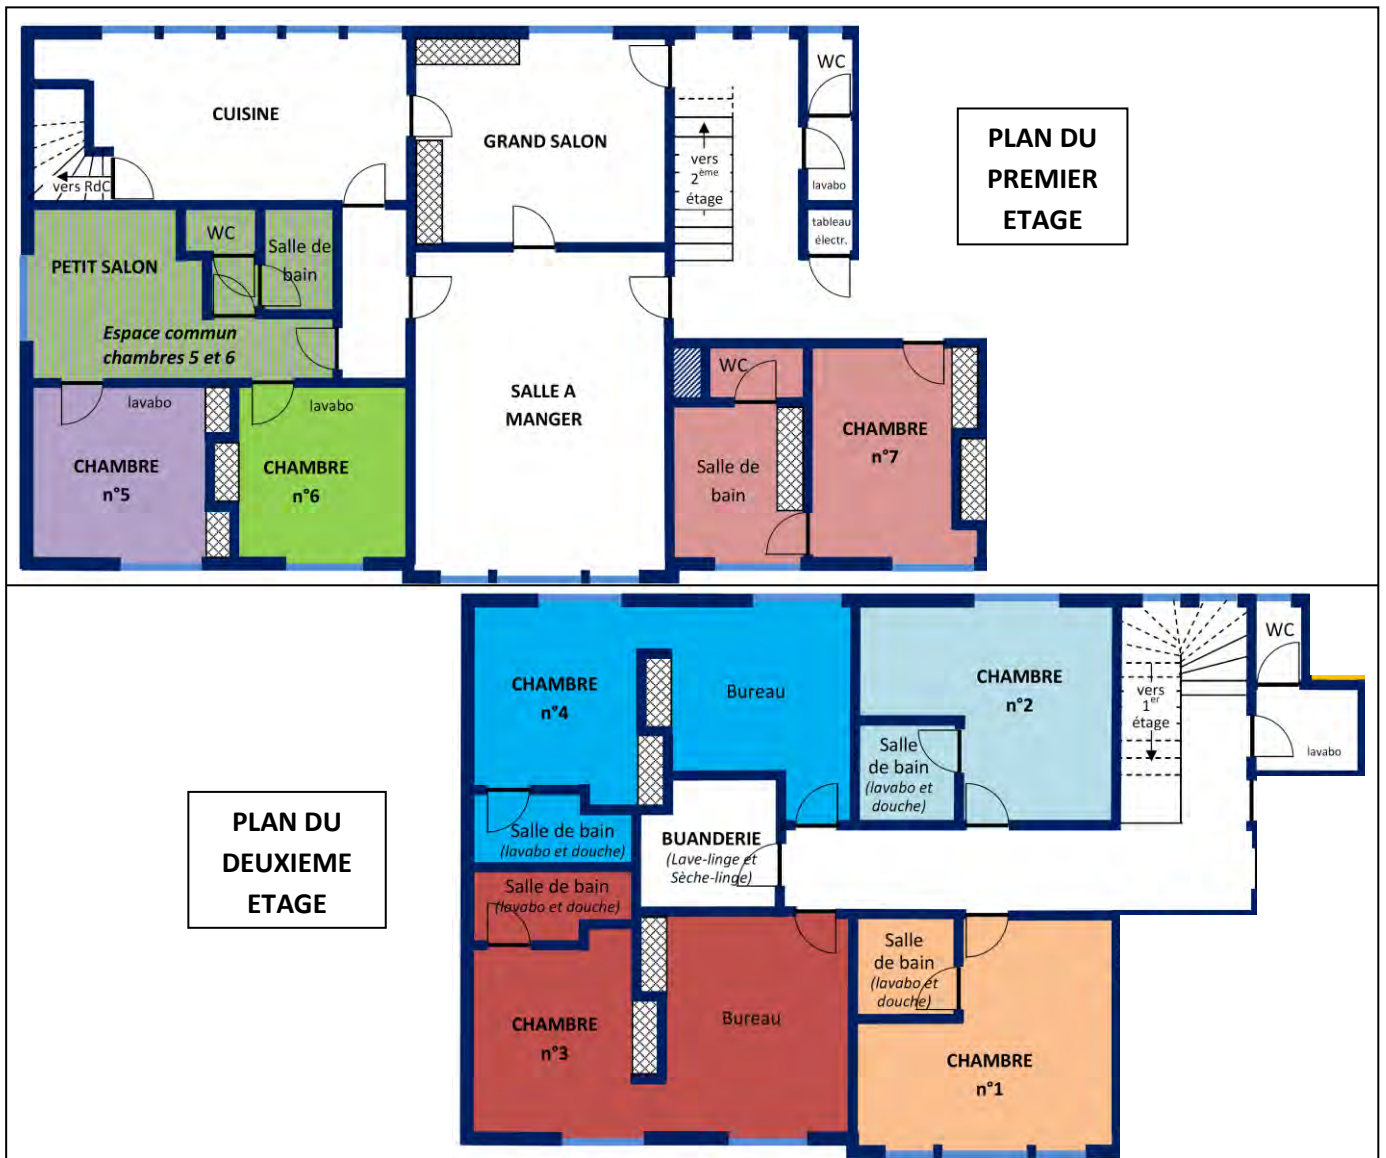 PLAN DU
PREMIER
ETAGE
CUISINE
GRAND SALON
WC
vers
2ème
étage
lavabo
vers RdC
tableau
électr.
WC
Salle de
bain
PETIT SALON
Espace commun
chambres 5 et 6
WC
lavabo
lavabo
SALLE A
MANGER
CHAMBRE
n°7
CHAMBRE
n°5
CHAMBRE
n°6
Salle de
bain
PLAN DU
DEUXIEME
ETAGE
CHAMBRE
n°4
Bureau
CHAMBRE
n°2
WC
vers
1er
étage
lavabo
Salle
de bain
(lavabo et
douche)
Salle de bain
(lavabo et douche)
BUANDERIE
(Lave-linge et
Sèche-linge)
Salle de bain
(lavabo et douche)
Salle
de bain
(lavabo et
douche)
CHAMBRE
n°3
Bureau
CHAMBRE
n°1